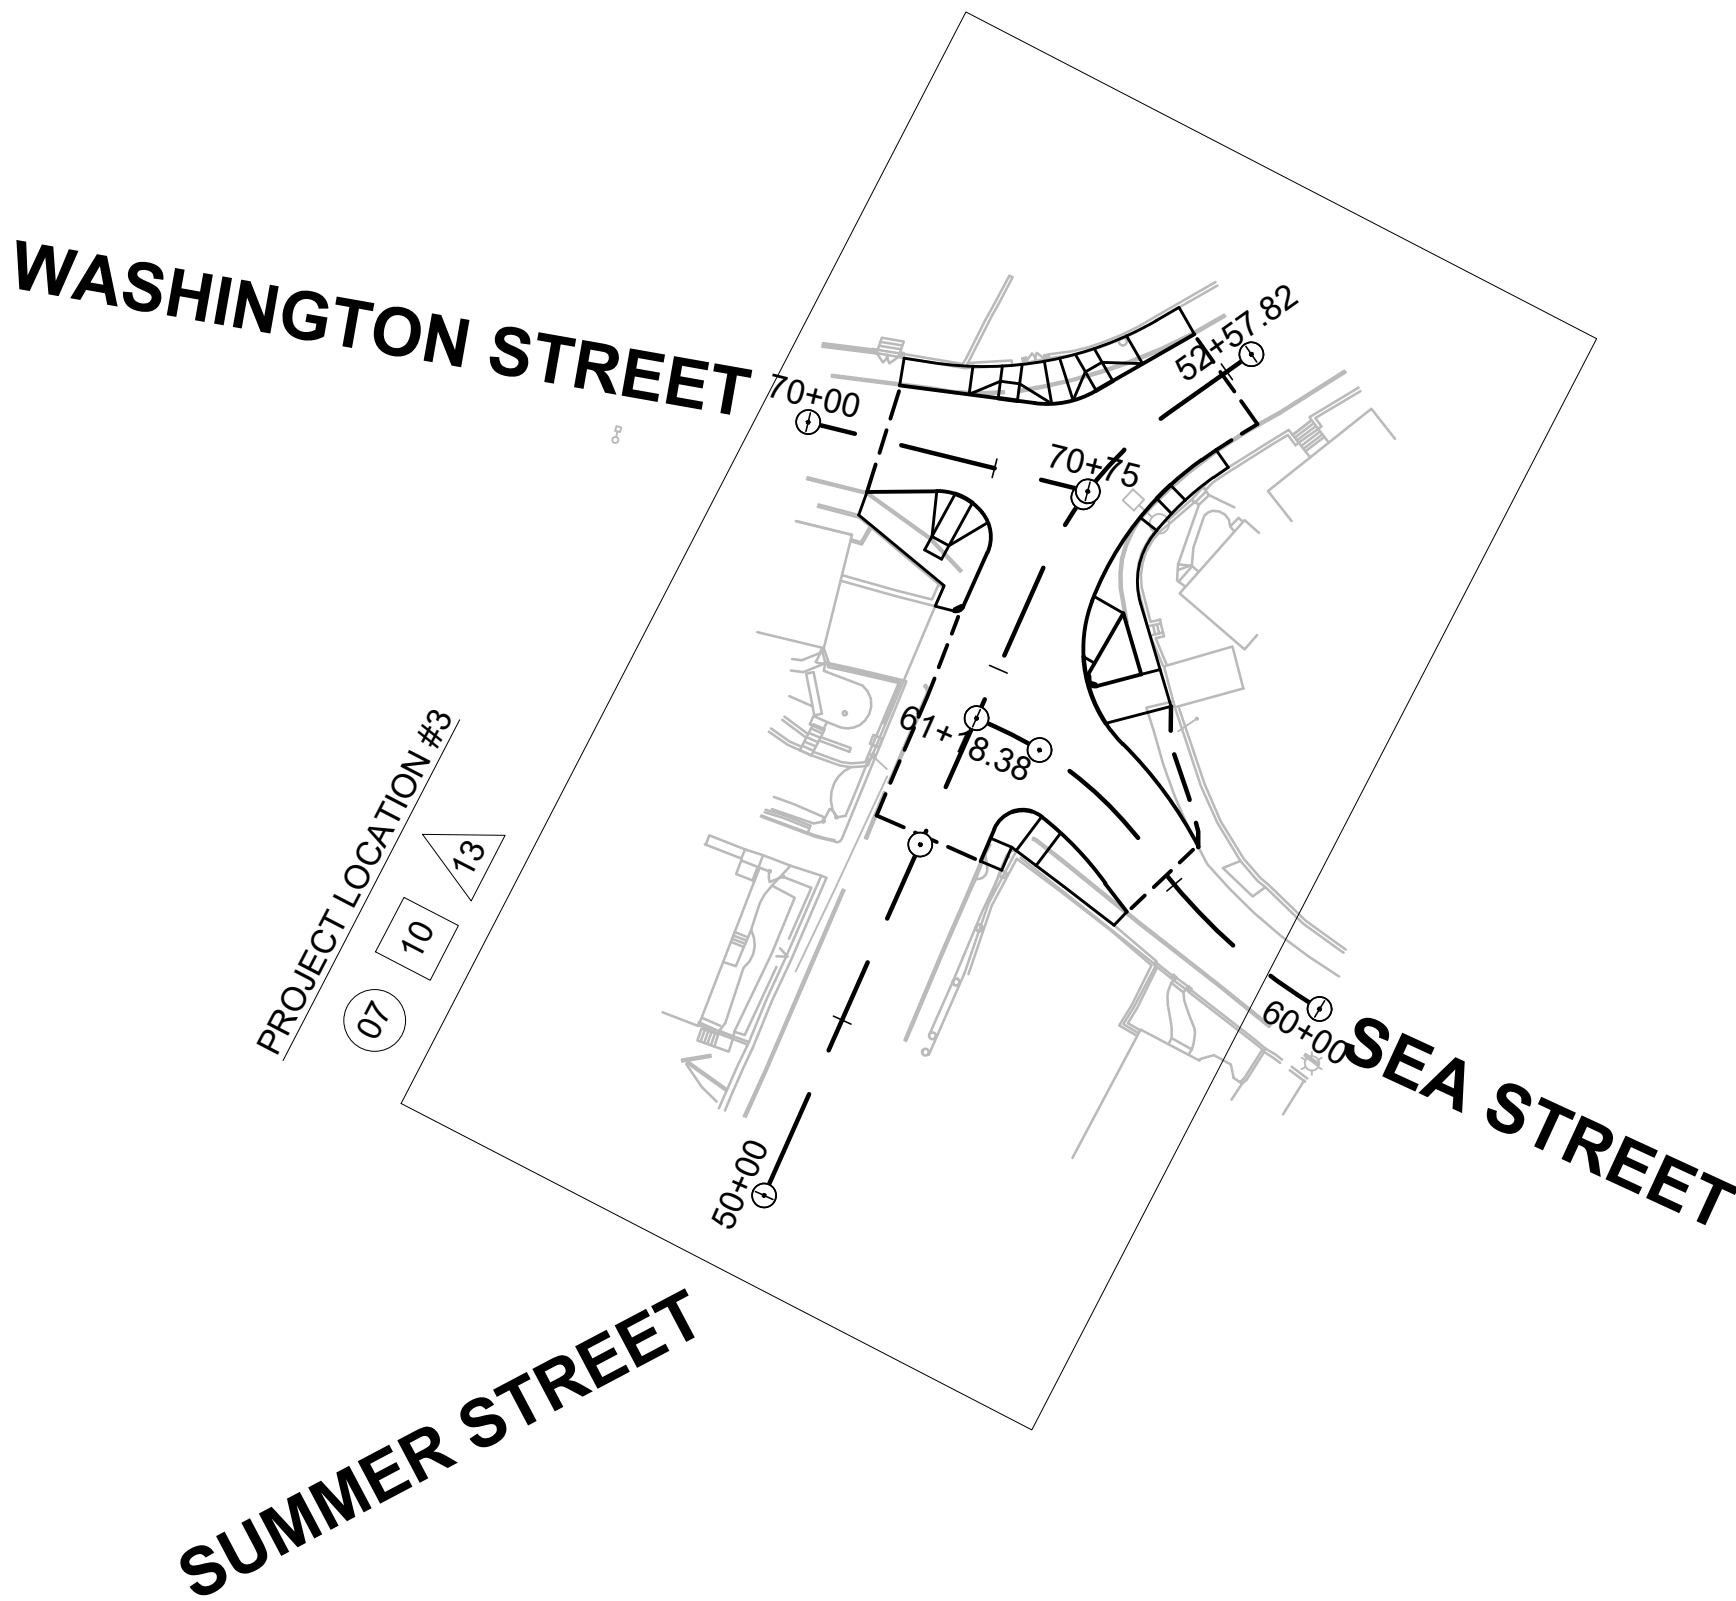 WASHINGTON STREET
52+57.82
70+00
70+75
61+18.38
PROJECT LOCATION #3
13
10
07
60+00
SEA STREET
50+00
SUMMER STREET